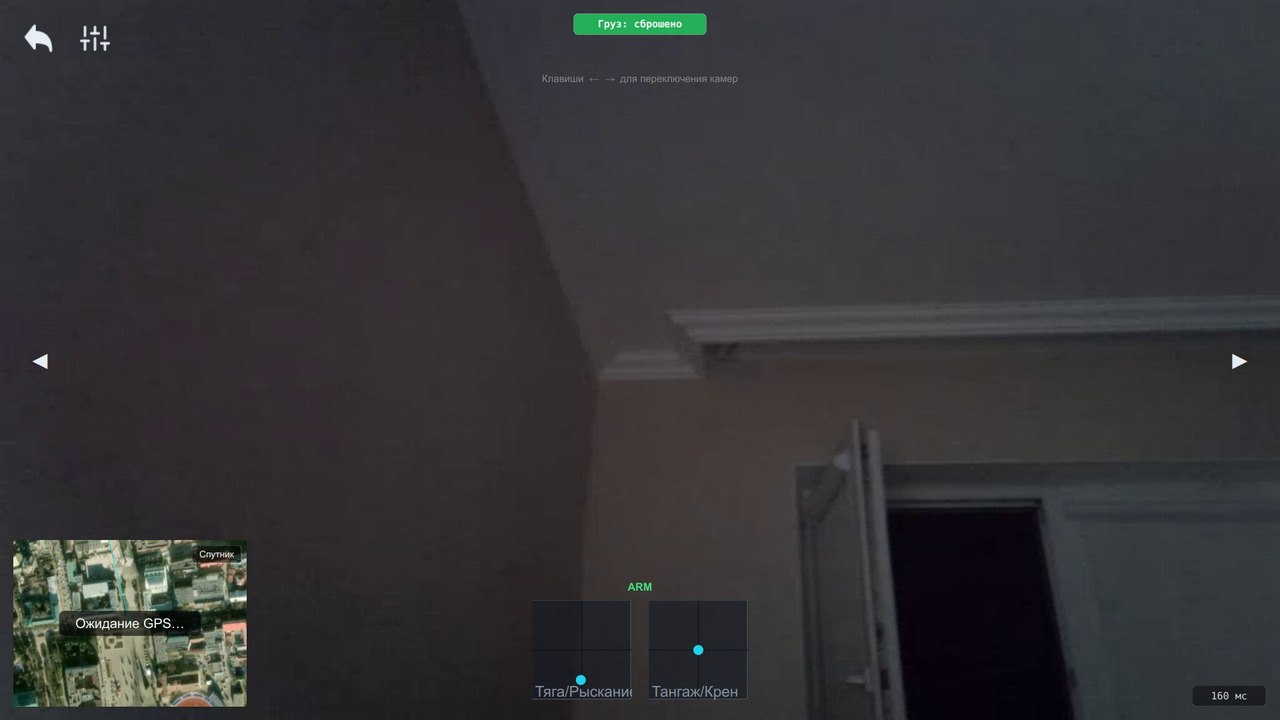 Груз: сброшено
Клавиши ← → для переключения камер
Спутник
Ожидание GPS...
ARM
Тяга/Рыскание
Тангаж/Крен
160 мс